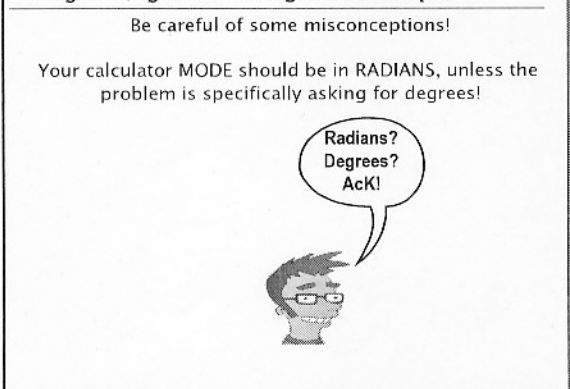 Be careful of some misconceptions!
Your calculator MODE should be in RADIANS, unless the
problem is specifically asking for degrees!
Radians?
Degrees?
AcK!